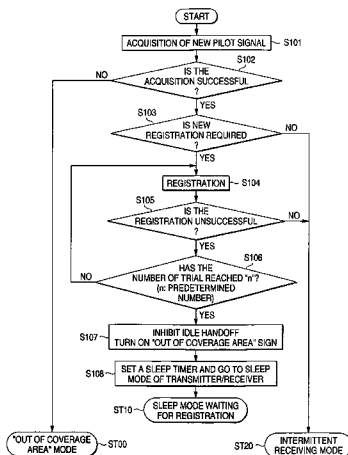 START
ACQUISITION OF NEW PILOT SIGNAL
S101
S102
NO
IS THE
ACQUISITION SUCCESSFUL
?
YES
S103
IS NEW
REGISTRATION REQUIRED
?
NO
YES
REGISTRATION
S104
S105
IS THE
REGISTRATION UNSUCCESSFUL
?
NO
YES
S106
HAS THE
NUMBER OF TRIAL REACHED "n"?
(n: PREDETERMINED
NUMBER)
NO
YES
S107
INHIBIT IDLE HANDOFF
TURN ON "OUT OF COVERAGE AREA" SIGN
S108
SET A SLEEP TIMER AND GO TO SLEEP
MODE OF TRANSMITTER/RECEIVER
ST10
SLEEP MODE WAITING
FOR REGISTRATION
"OUT OF COVERAGE
AREA" MODE
ST00
ST20
INTERMITTENT
RECEIVING MODE